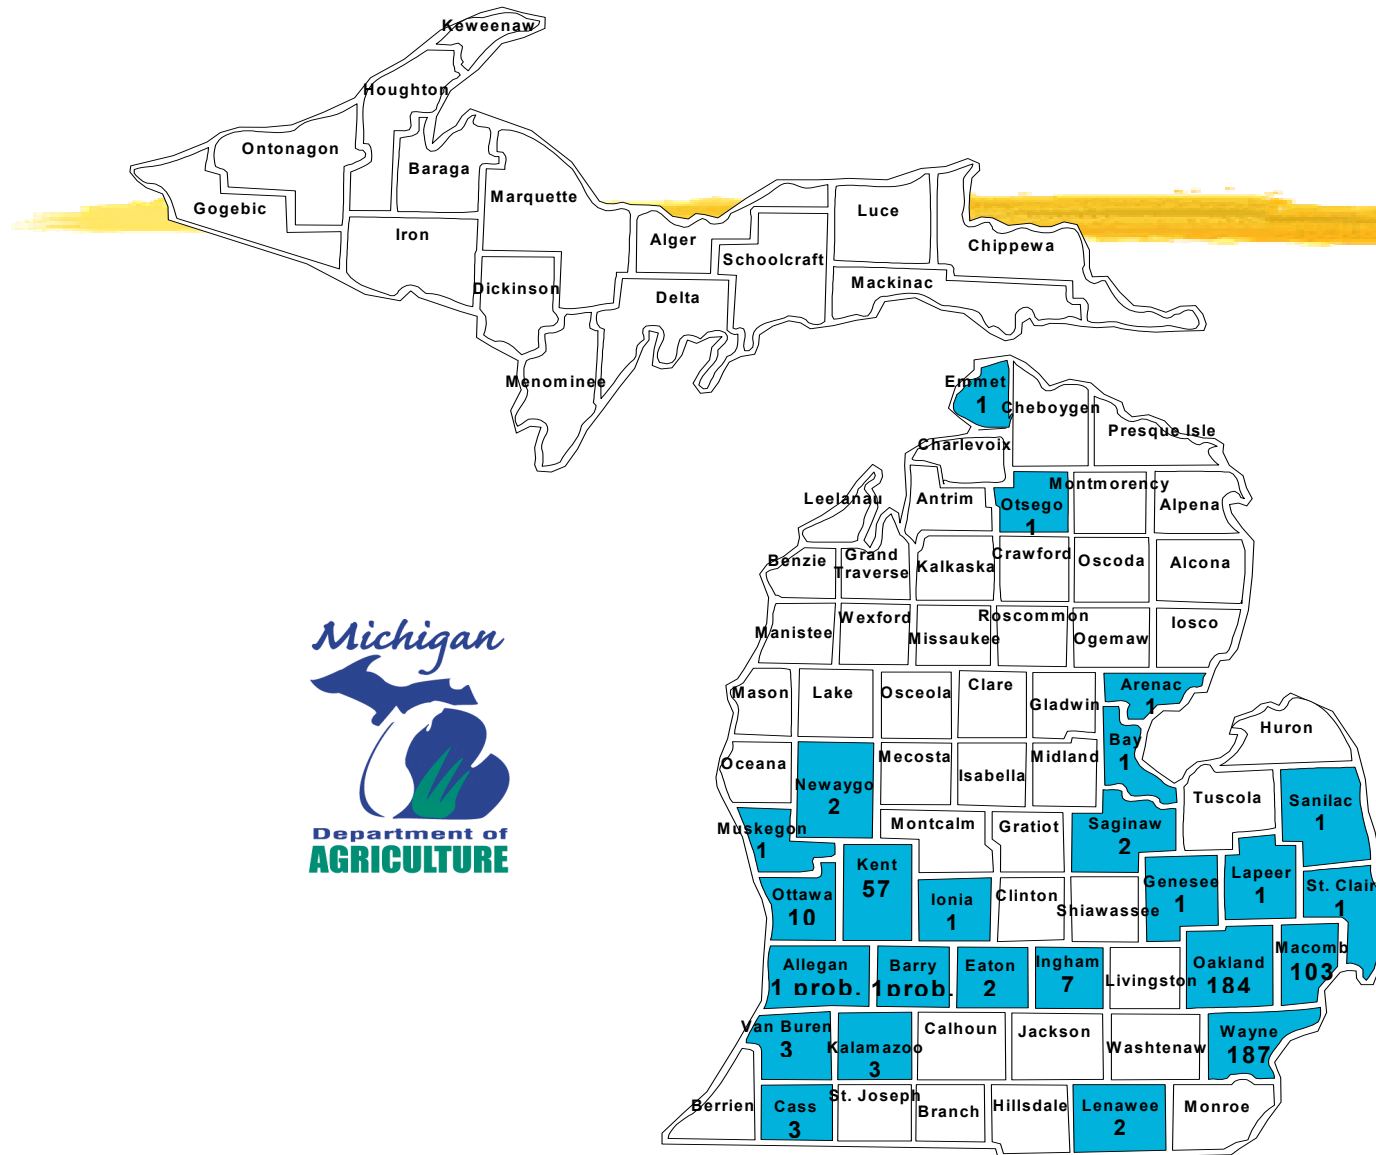 Keweenaw
Houghton
Ontonagon
Baraga
Marquette
Gogebic
Luce
Iron
Alger
Chippewa
Schoolcraft
Dickinson
Mackinac
Delta
Menominee
Emmet
1
Cheboygen
Presque Isle
Charlevoix
Montmorency
Leelanau
Antrim
Otsego
1
Alpena
Benzie
Grand
Traverse
Kalkaska
Crawford
Oscoda
Alcona
Manistee
Wexford
Missaukee
Roscommon
Ogemaw
Iosco
Michigan
Department of
AGRICULTURE
Mason
Lake
Osceola
Clare
Gladwin
Arenac
1
Huron
Oceana
Newaygo
2
Mecosta
Isabella
Midland
Bay
1
Tuscola
Sanilac
1
Muskegon
1
Montcalm
Gratiot
Saginaw
2
Kent
57
Ottawa
10
Ionia
1
Clinton
Shiawassee
Genesee
1
Lapeer
1
St. Clair
1
Allegan
1 prob.
Barry
1prob.
Eaton
2
Ingham
7
Livingston
Oakland
184
Macomb
103
Van Buren
3
Kalamazoo
3
Calhoun
Jackson
Washtenaw
Wayne
187
Berrien
Cass
3
St. Joseph
Branch
Hillsdale
Lenawee
2
Monroe